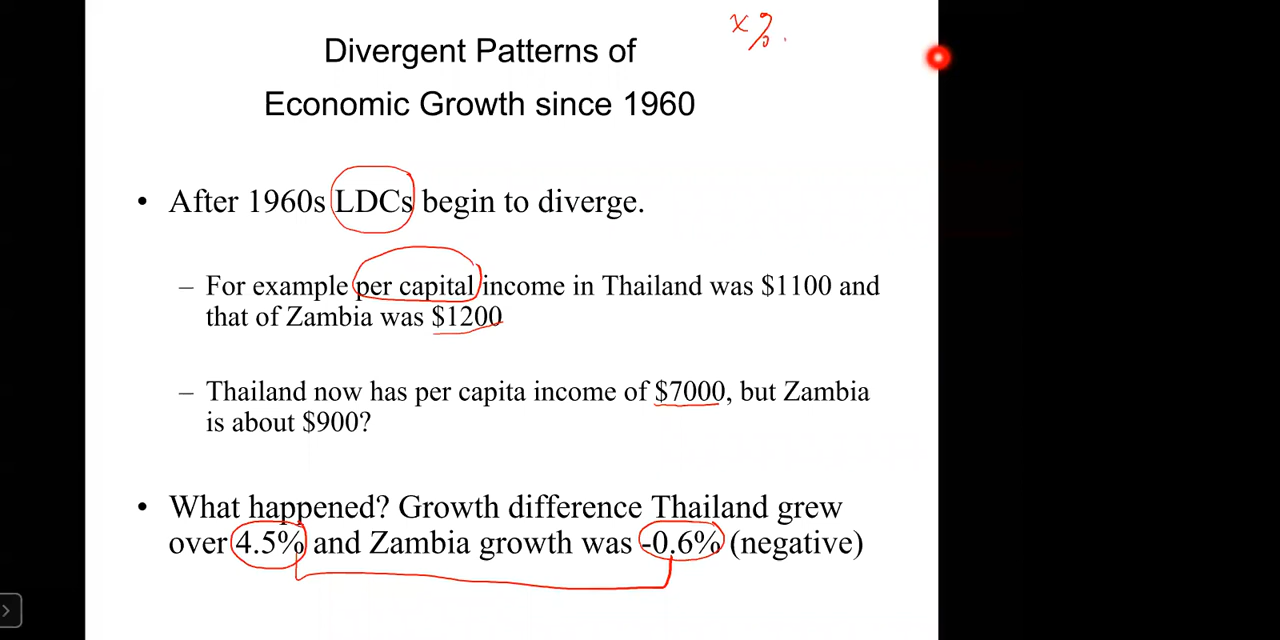 x%.
Divergent Patterns of
Economic Growth since 1960
• After 1960s LDCs begin to diverge.
– For example per capital income in Thailand was $1100 and
that of Zambia was $1200
– Thailand now has per capita income of $7000, but Zambia
is about $900?
• What happened? Growth difference Thailand grew
over 4.5% and Zambia growth was -0.6% (negative)